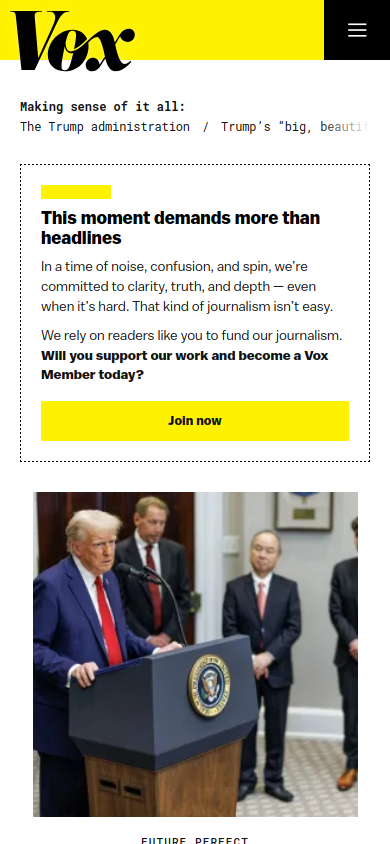 Vox
Making sense of it all:
The Trump administration / Trump’s “big, beauti
This moment demands more than
headlines
In a time of noise, confusion, and spin, we’re
committed to clarity, truth, and depth — even
when it’s hard. That kind of journalism isn’t easy.
We rely on readers like you to fund our journalism.
Will you support our work and become a Vox
Member today?
Join now
FUTURE PERFECT